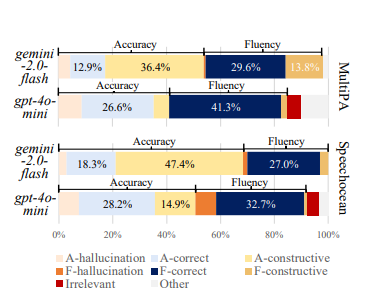 Accuracy Fluency
gemini
-2.0-
flash
12.9% 36.4% 29.6% 13.8%
Accuracy Fluency
gpt-4o-
mini
26.6% 41.3%
MultiPA
Accuracy Fluency
gemini
-2.0-
flash
18.3% 47.4% 27.0%
Accuracy Fluency
gpt-4o-
mini
28.2% 14.9% 32.7%
Speechocean
0% 20% 40% 60% 80% 100%
A-hallucination A-correct A-constructive
F-hallucination F-correct F-constructive
Irrelevant Other